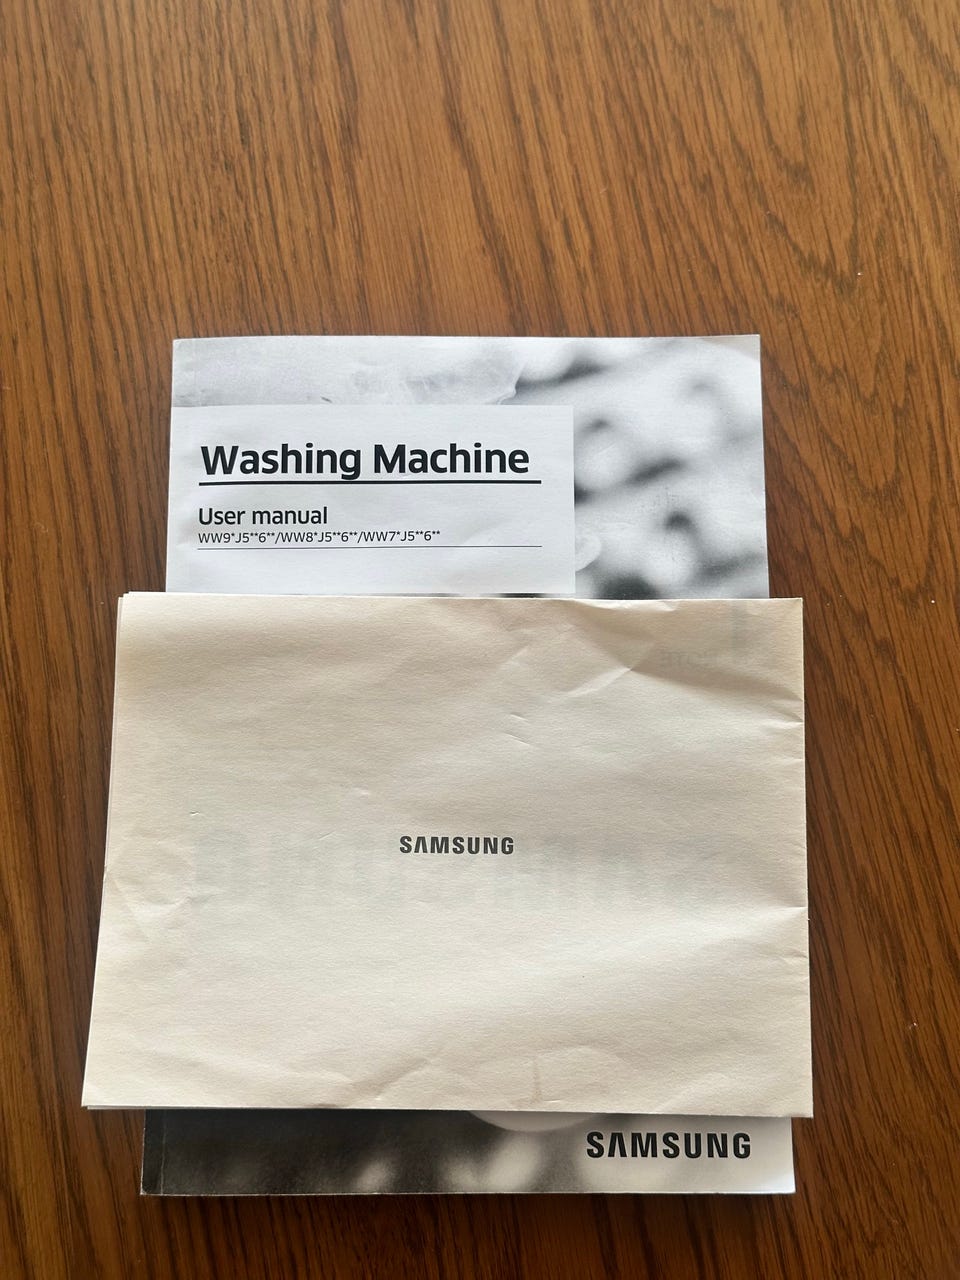 Washing Machine
User manual
WW9*J5**6**/WW8*J5**6**/WW7*J5**6**
SAMSUNG
SAMSUNG